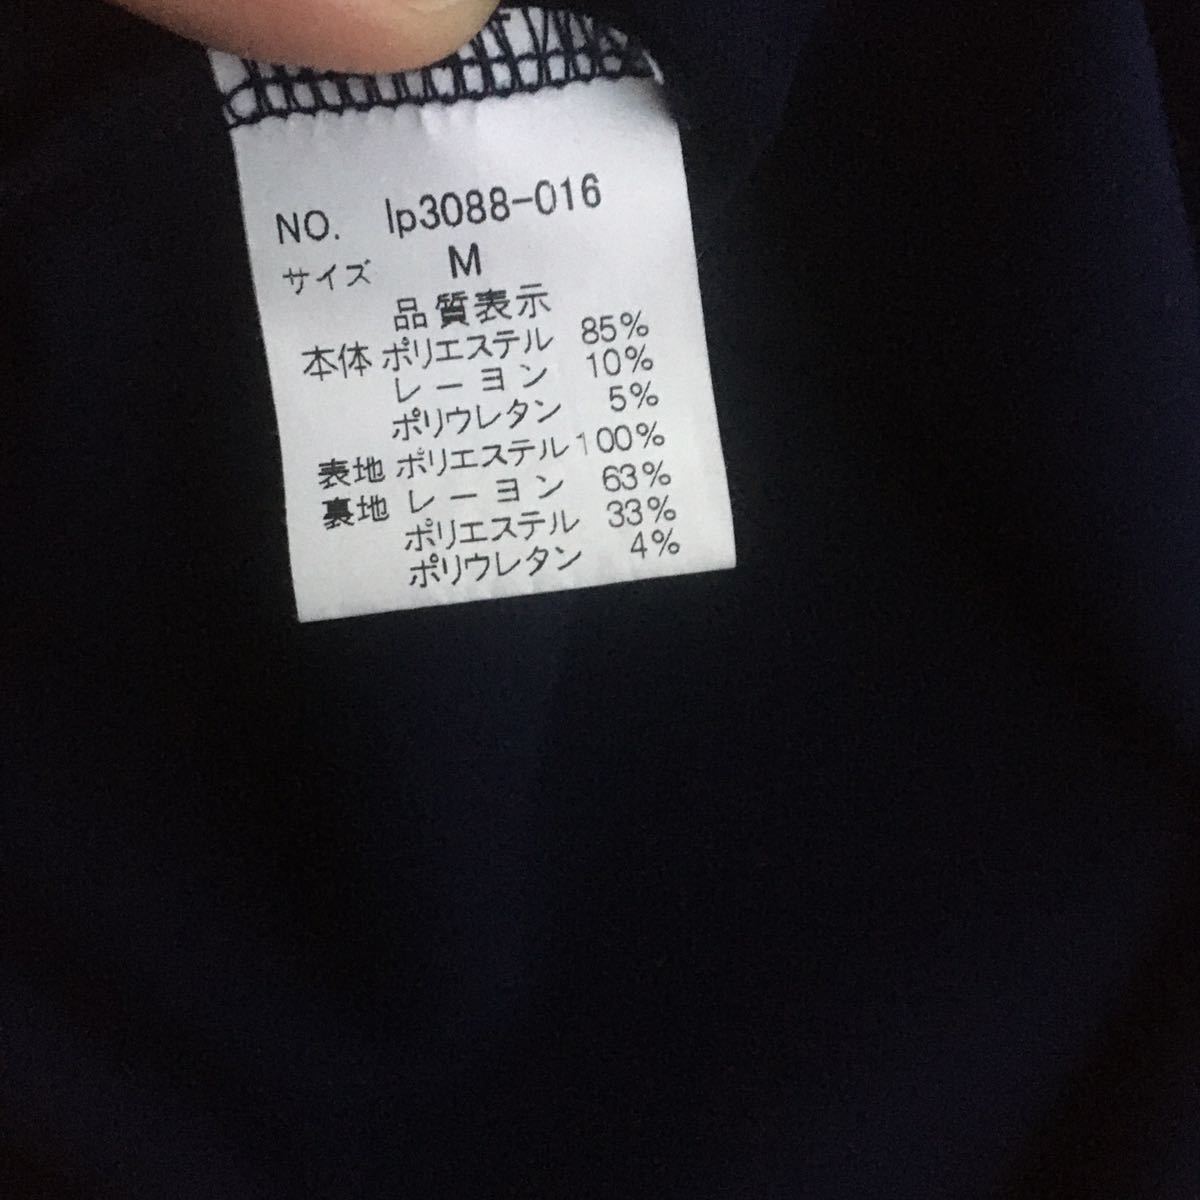 NO. lp3088-016
サイズ M
品質表示
本体 ポリエステル 85%
レーヨン 10%
ポリウレタン 5%
表地 ポリエステル 100%
裏地 レーヨン 63%
ポリエステル 33%
ポリウレタン 4%